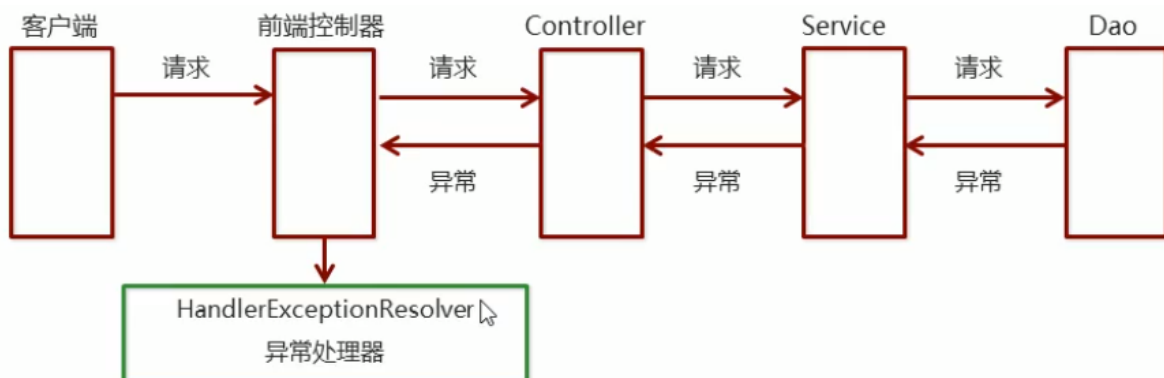 客户端
前端控制器
Controller
Service
Dao
请求
请求
请求
请求
异常
异常
异常
HandlerExceptionResolver
异常处理器